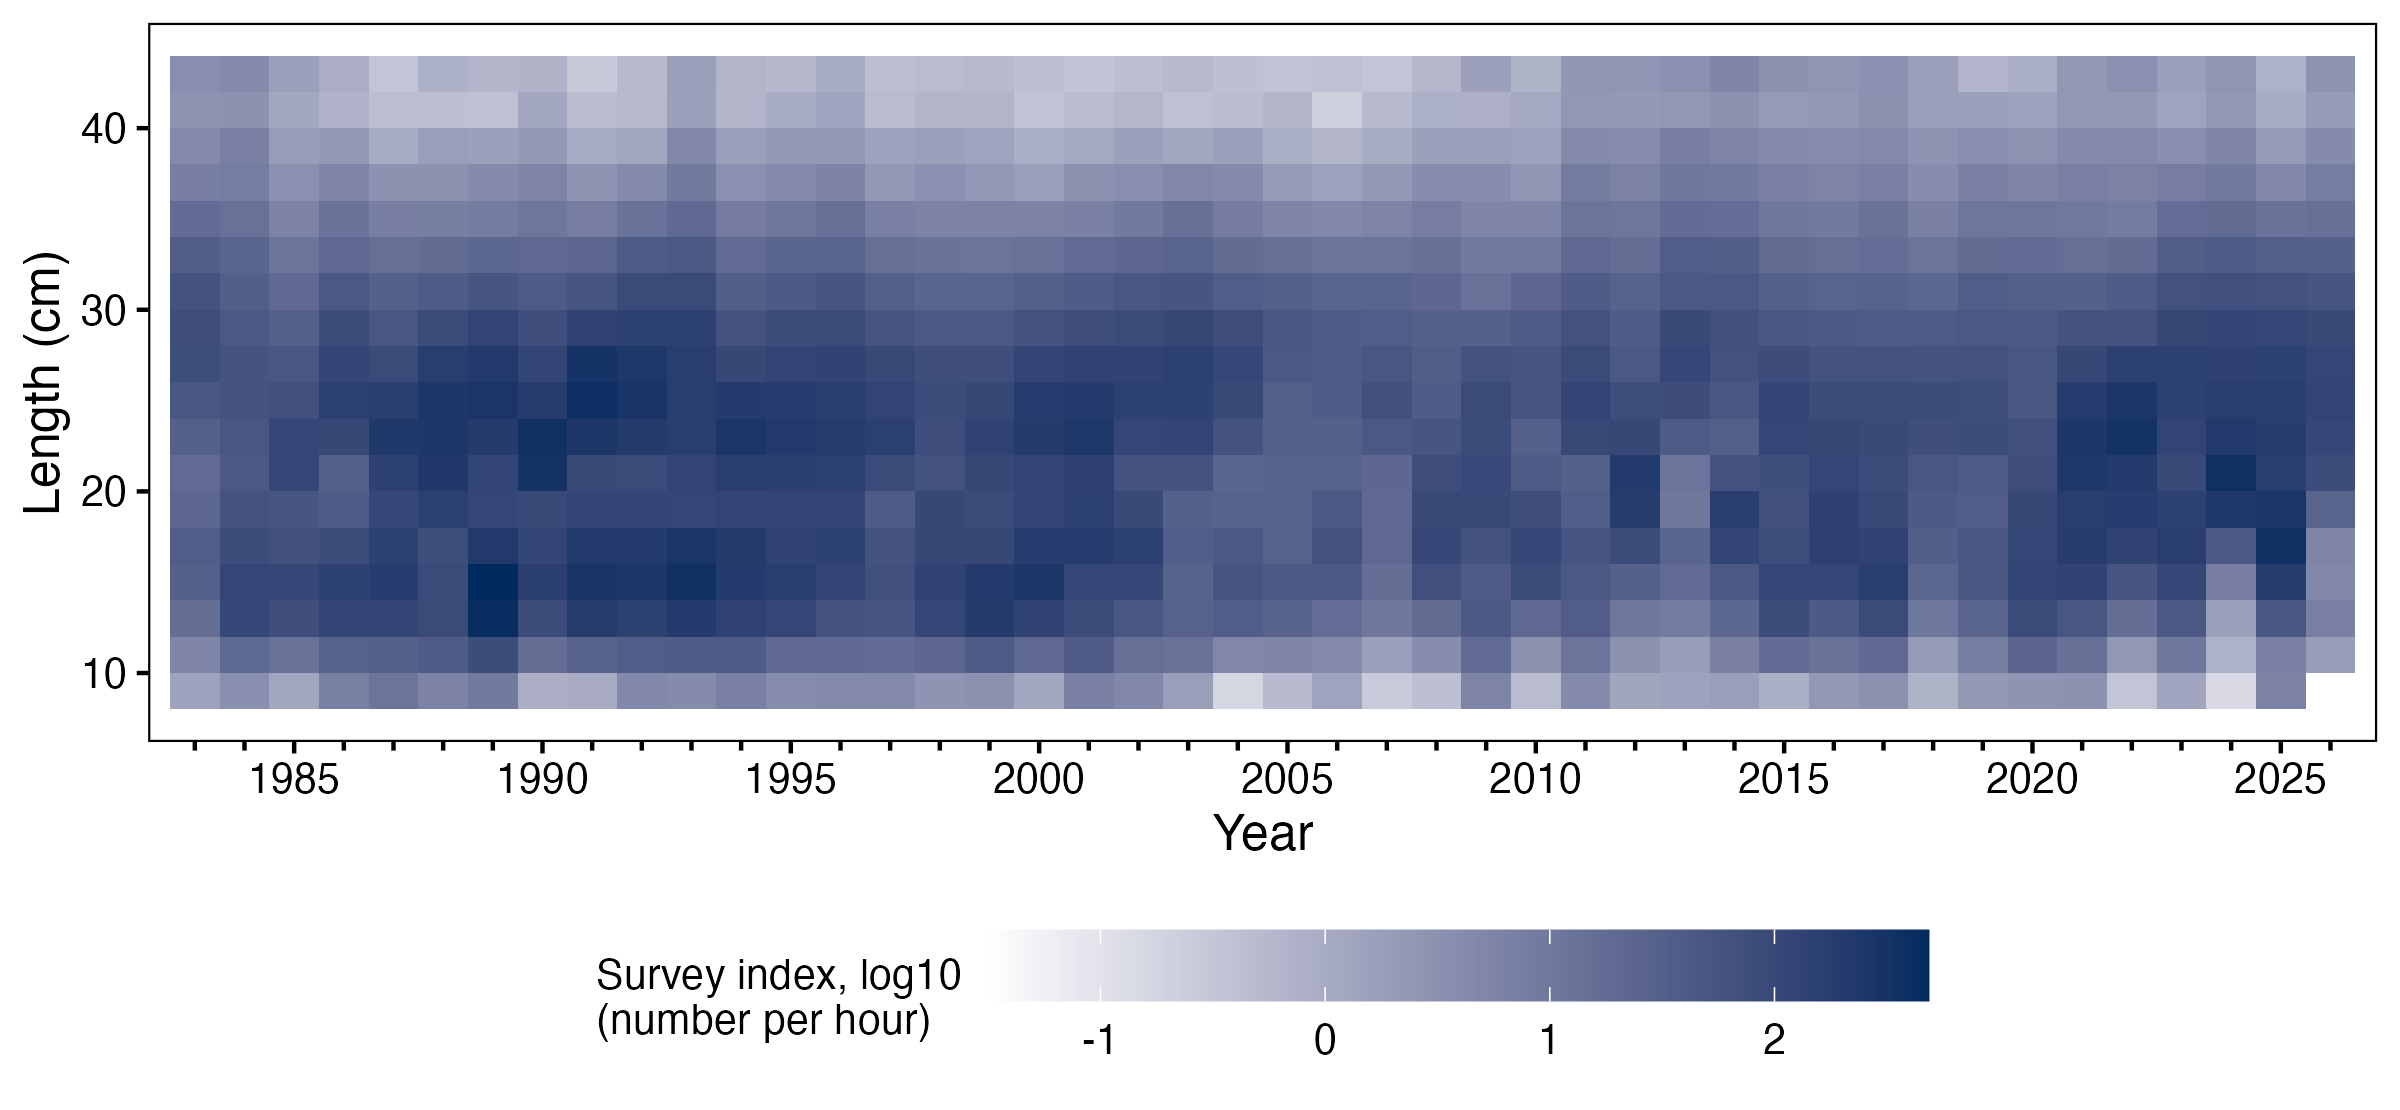 Length (cm)
40
30
20
10
1985 1990 1995 2000 2005 2010 2015 2020 2025
Year
Survey index, log10
(number per hour)
-1 0 1 2